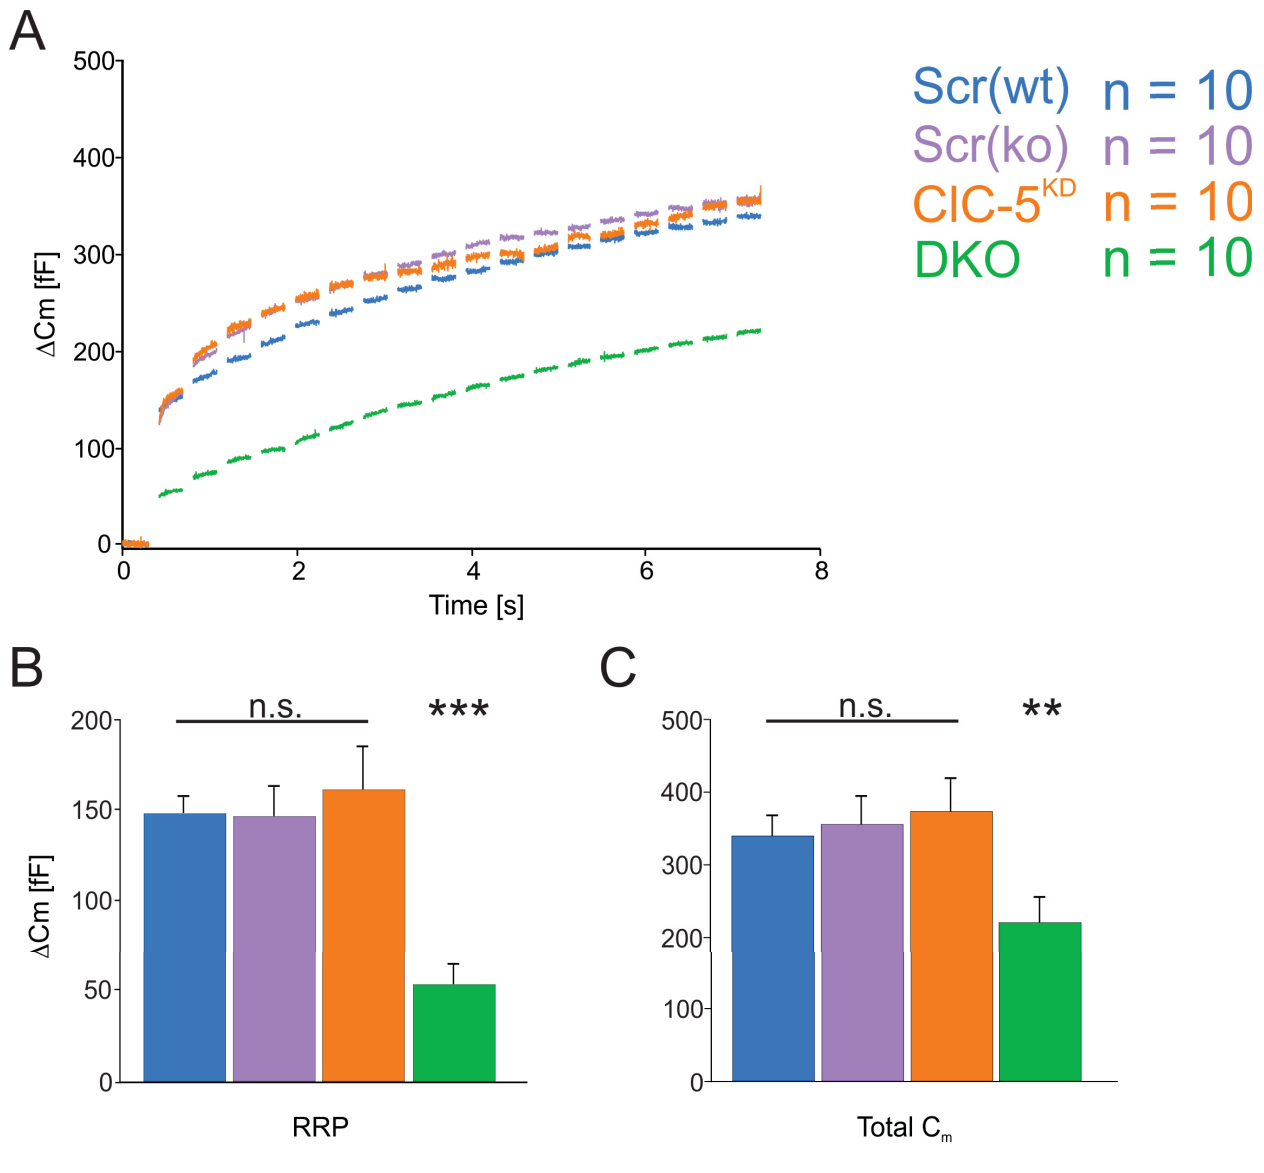 A
500
400
300
200
100
0
ΔCm [fF]
0 2 4 6 8
Time [s]
Scr(wt) n = 10
Scr(ko) n = 10
ClC-5KD n = 10
DKO n = 10
B
n.s. ***
200
150
100
50
0
ΔCm [fF]
RRP
C
n.s. **
500
400
300
200
100
0
Total Cm